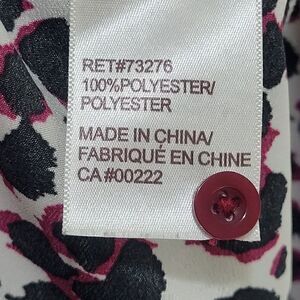 RET#73276
100%POLYESTER/
POLYESTER
MADE IN CHINA/
FABRIQUÉ EN CHINE
CA #00222